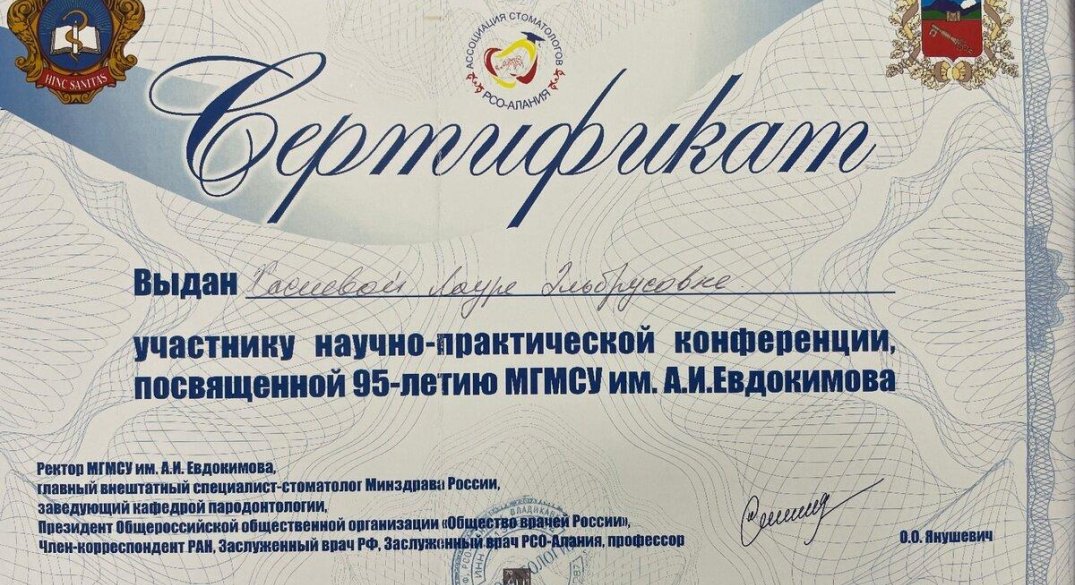 HINC SANITAS
АССОЦИАЦИЯ СТОМАТОЛОГОВ
РСО-АЛАНИЯ
Сертификат
Выдан Хасиевой Лауре Эльбрусовне
участнику научно-практической конференции,
посвященной 95-летию МГМСУ им. А.И.Евдокимова
Ректор МГМСУ им. А.И. Евдокимова,
главный внештатный специалист-стоматолог Минздрава России,
заведующий кафедрой пародонтологии,
Президент Общероссийской общественной организации «Общество врачей России»,
Член-корреспондент РАН, Заслуженный врач РФ, Заслуженный врач РСО-Алания, профессор
О.О. Янушевич